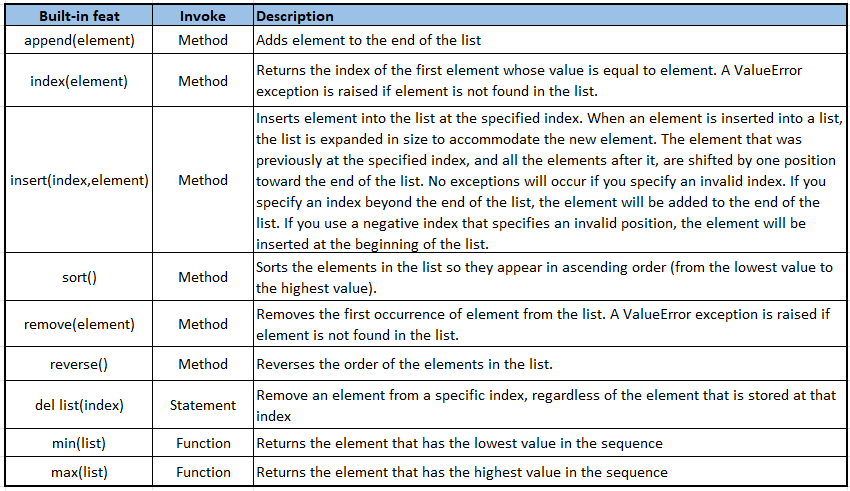 Built-in feat Invoke Description
append(element) Method Adds element to the end of the list
index(element) Method Returns the index of the first element whose value is equal to element. A ValueError
exception is raised if element is not found in the list.
insert(index,element) Method Inserts element into the list at the specified index. When an element is inserted into a list,
the list is expanded in size to accommodate the new element. The element that was
previously at the specified index, and all the elements after it, are shifted by one position
toward the end of the list. No exceptions will occur if you specify an invalid index. If you
specify an index beyond the end of the list, the element will be added to the end of the
list. If you use a negative index that specifies an invalid position, the element will be
inserted at the beginning of the list.
sort() Method Sorts the elements in the list so they appear in ascending order (from the lowest value to
the highest value).
remove(element) Method Removes the first occurrence of element from the list. A ValueError exception is raised if
element is not found in the list.
reverse() Method Reverses the order of the elements in the list.
del list(index) Statement Remove an element from a specific index, regardless of the element that is stored at that
index
min(list) Function Returns the element that has the lowest value in the sequence
max(list) Function Returns the element that has the highest value in the sequence